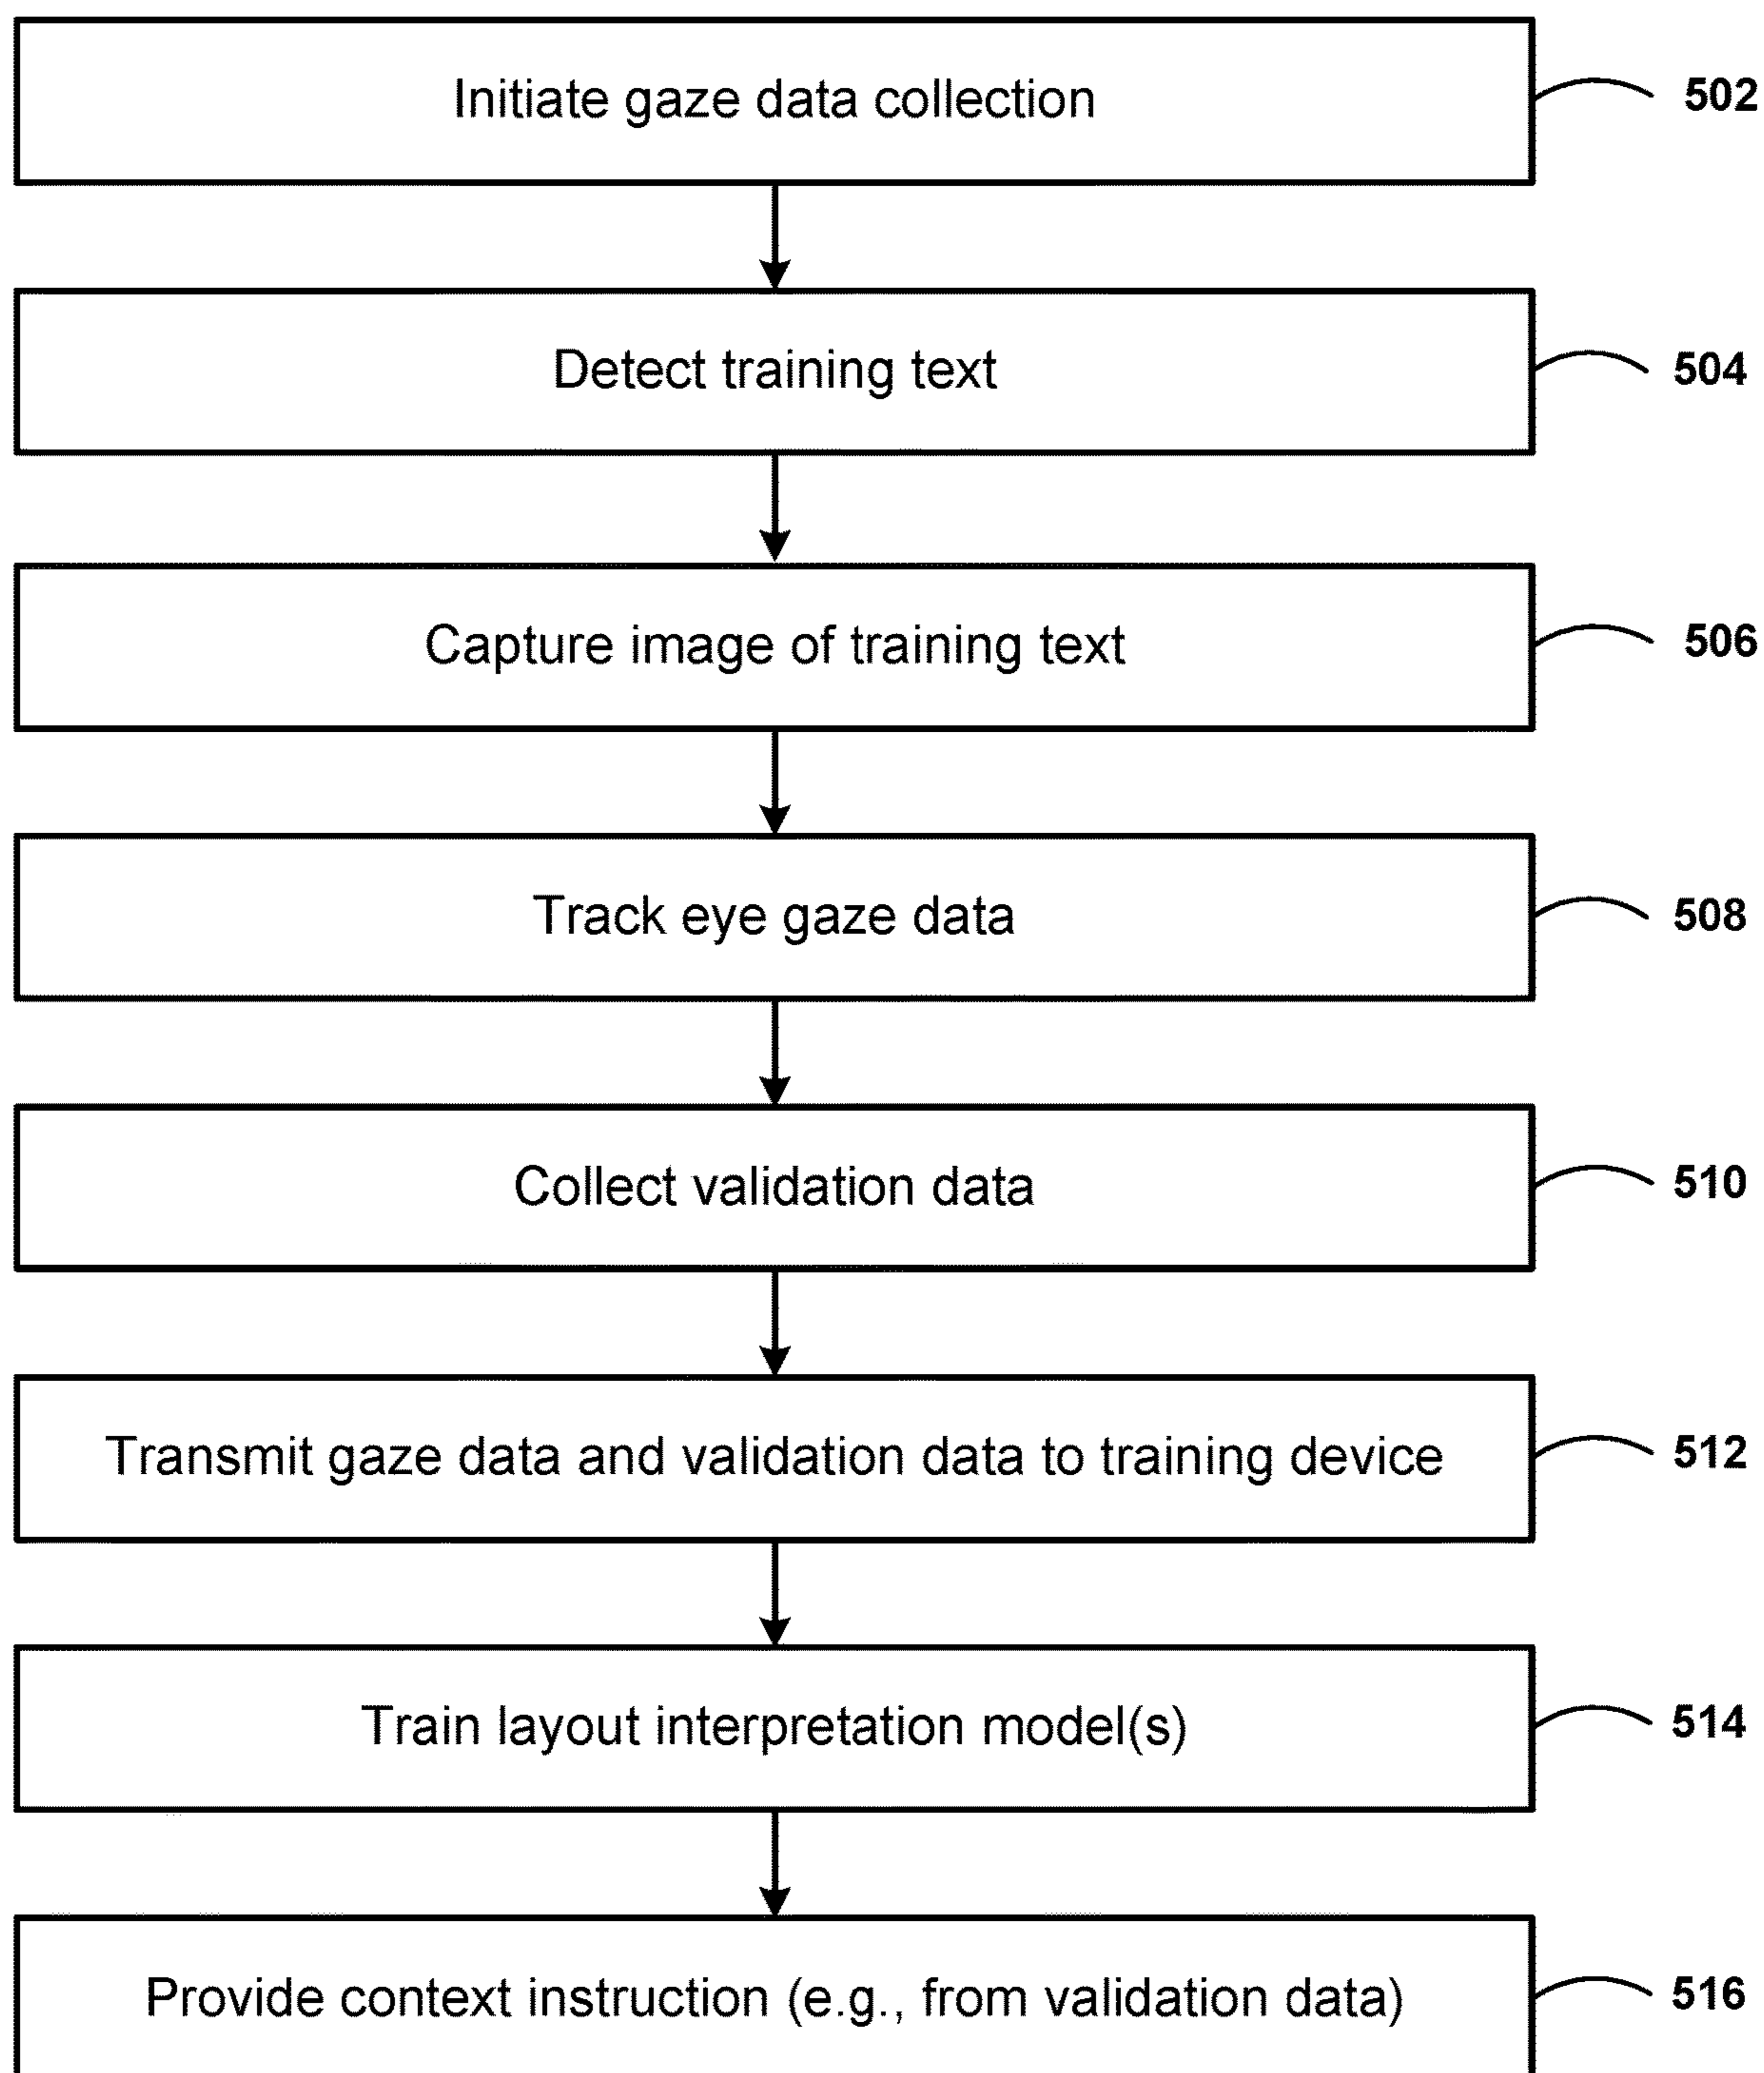 Initiate gaze data collection 502
Detect training text 504
Capture image of training text 506
Track eye gaze data 508
Collect validation data 510
Transmit gaze data and validation data to training device 512
Train layout interpretation model(s) 514
Provide context instruction (e.g., from validation data) 516